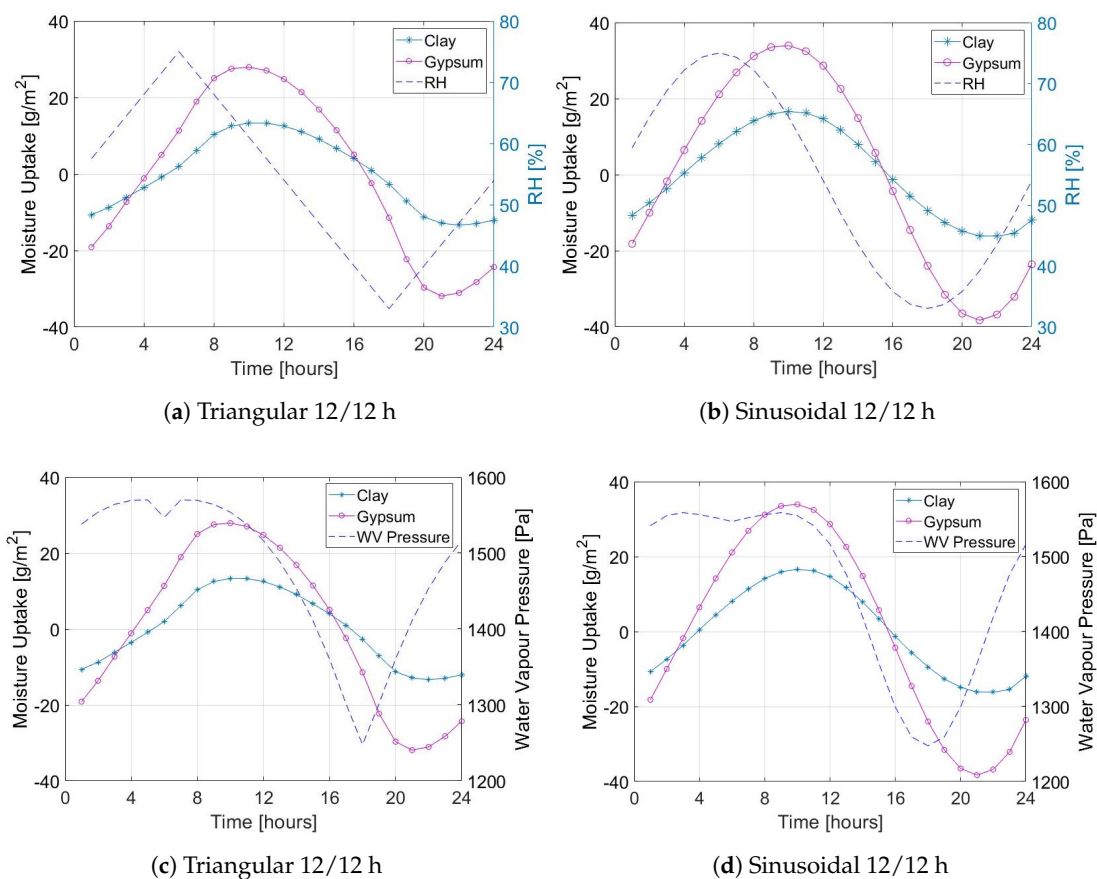 40
20
0
-20
-40
Moisture Uptake [g/m2]
80
70
60
50
40
30
RH [%]
Clay
Gypsum
RH
0 4 8 12 16 20 24
Time [hours]
(a) Triangular 12/12 h
40
20
0
-20
-40
Moisture Uptake [g/m2]
80
70
60
50
40
30
RH [%]
Clay
Gypsum
RH
0 4 8 12 16 20 24
Time [hours]
(b) Sinusoidal 12/12 h
40
20
0
-20
-40
Moisture Uptake [g/m2]
1600
1500
1400
1300
1200
Water Vapour Pressure [Pa]
Clay
Gypsum
WV Pressure
0 4 8 12 16 20 24
Time [hours]
(c) Triangular 12/12 h
40
20
0
-20
-40
Moisture Uptake [g/m2]
1600
1500
1400
1300
1200
Water Vapour Pressure [Pa]
Clay
Gypsum
WV Pressure
0 4 8 12 16 20 24
Time [hours]
(d) Sinusoidal 12/12 h